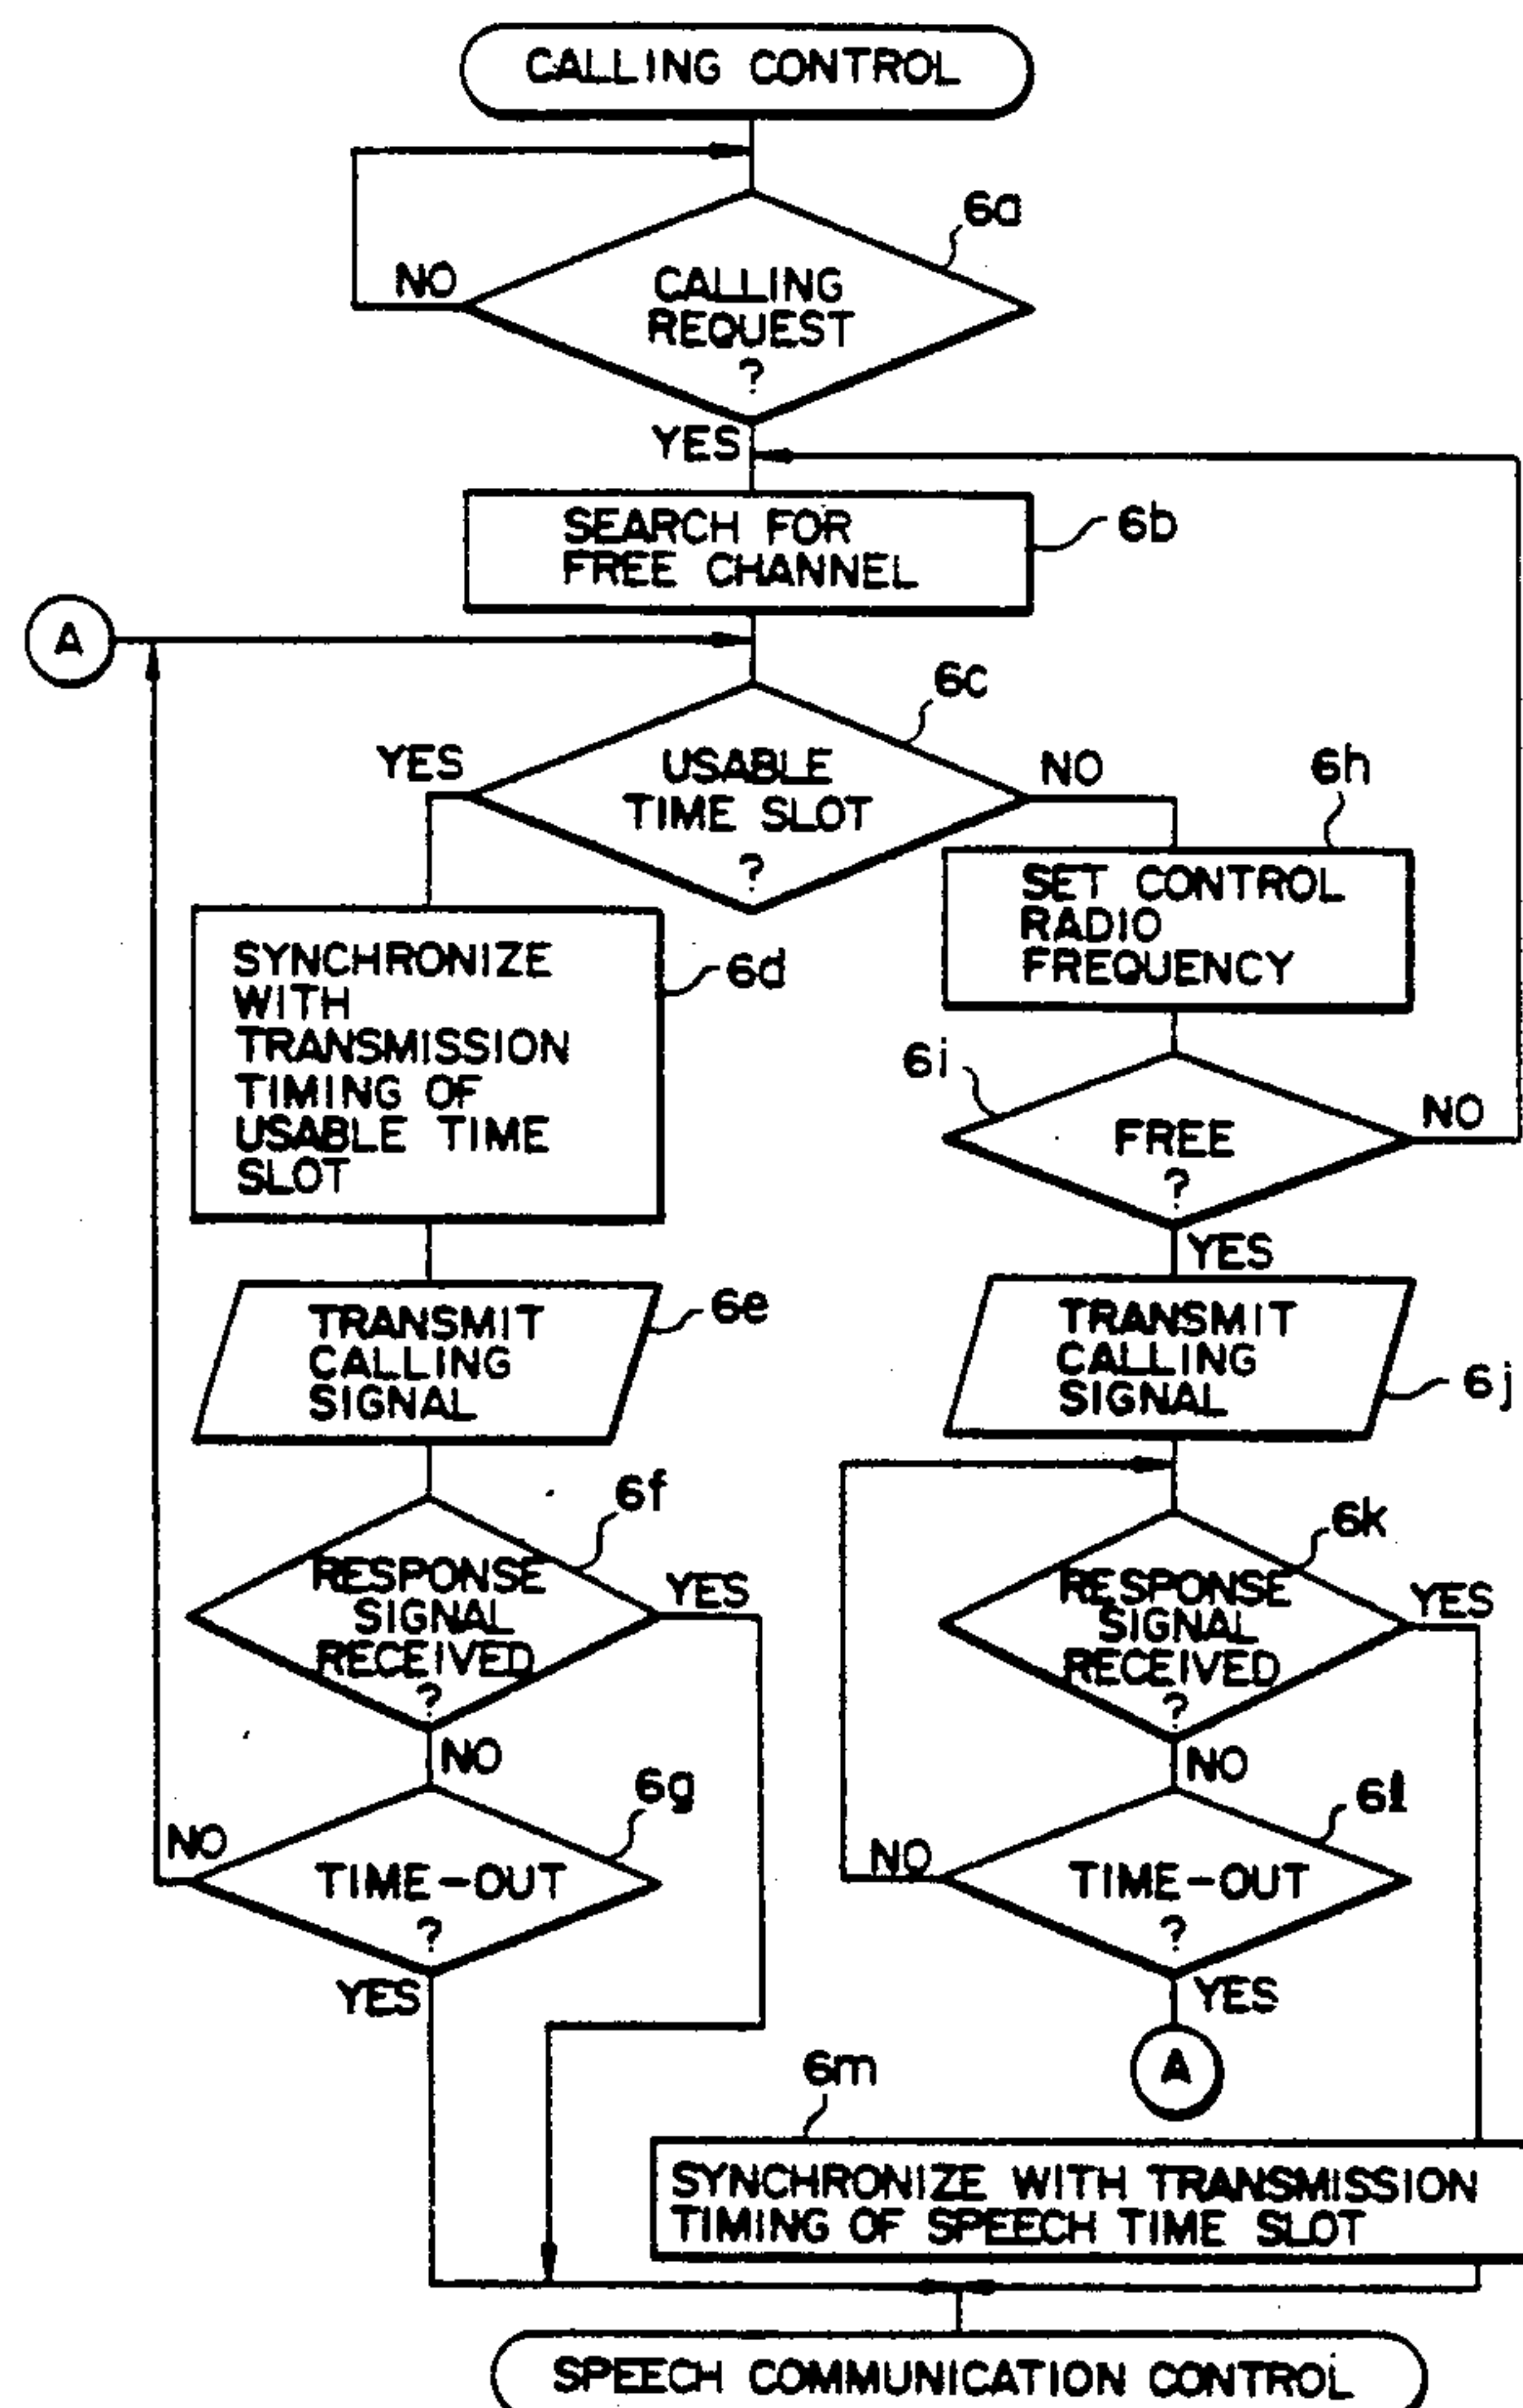 CALLING CONTROL
6a
NO
CALLING
REQUEST
?
YES
SEARCH FOR
FREE CHANNEL
6b
A
6c
YES
USABLE
TIME SLOT
?
NO
6h
SET CONTROL
RADIO
FREQUENCY
SYNCHRONIZE
WITH
TRANSMISSION
TIMING OF
USABLE TIME
SLOT
6d
6i
FREE
?
NO
YES
TRANSMIT
CALLING
SIGNAL
6e
TRANSMIT
CALLING
SIGNAL
6j
6f
RESPONSE
SIGNAL
RECEIVED
?
YES
NO
6k
RESPONSE
SIGNAL
RECEIVED
?
YES
NO
6g
NO
TIME-OUT
?
YES
6l
NO
TIME-OUT
?
YES
A
6m
SYNCHRONIZE WITH TRANSMISSION
TIMING OF SPEECH TIME SLOT
SPEECH COMMUNICATION CONTROL